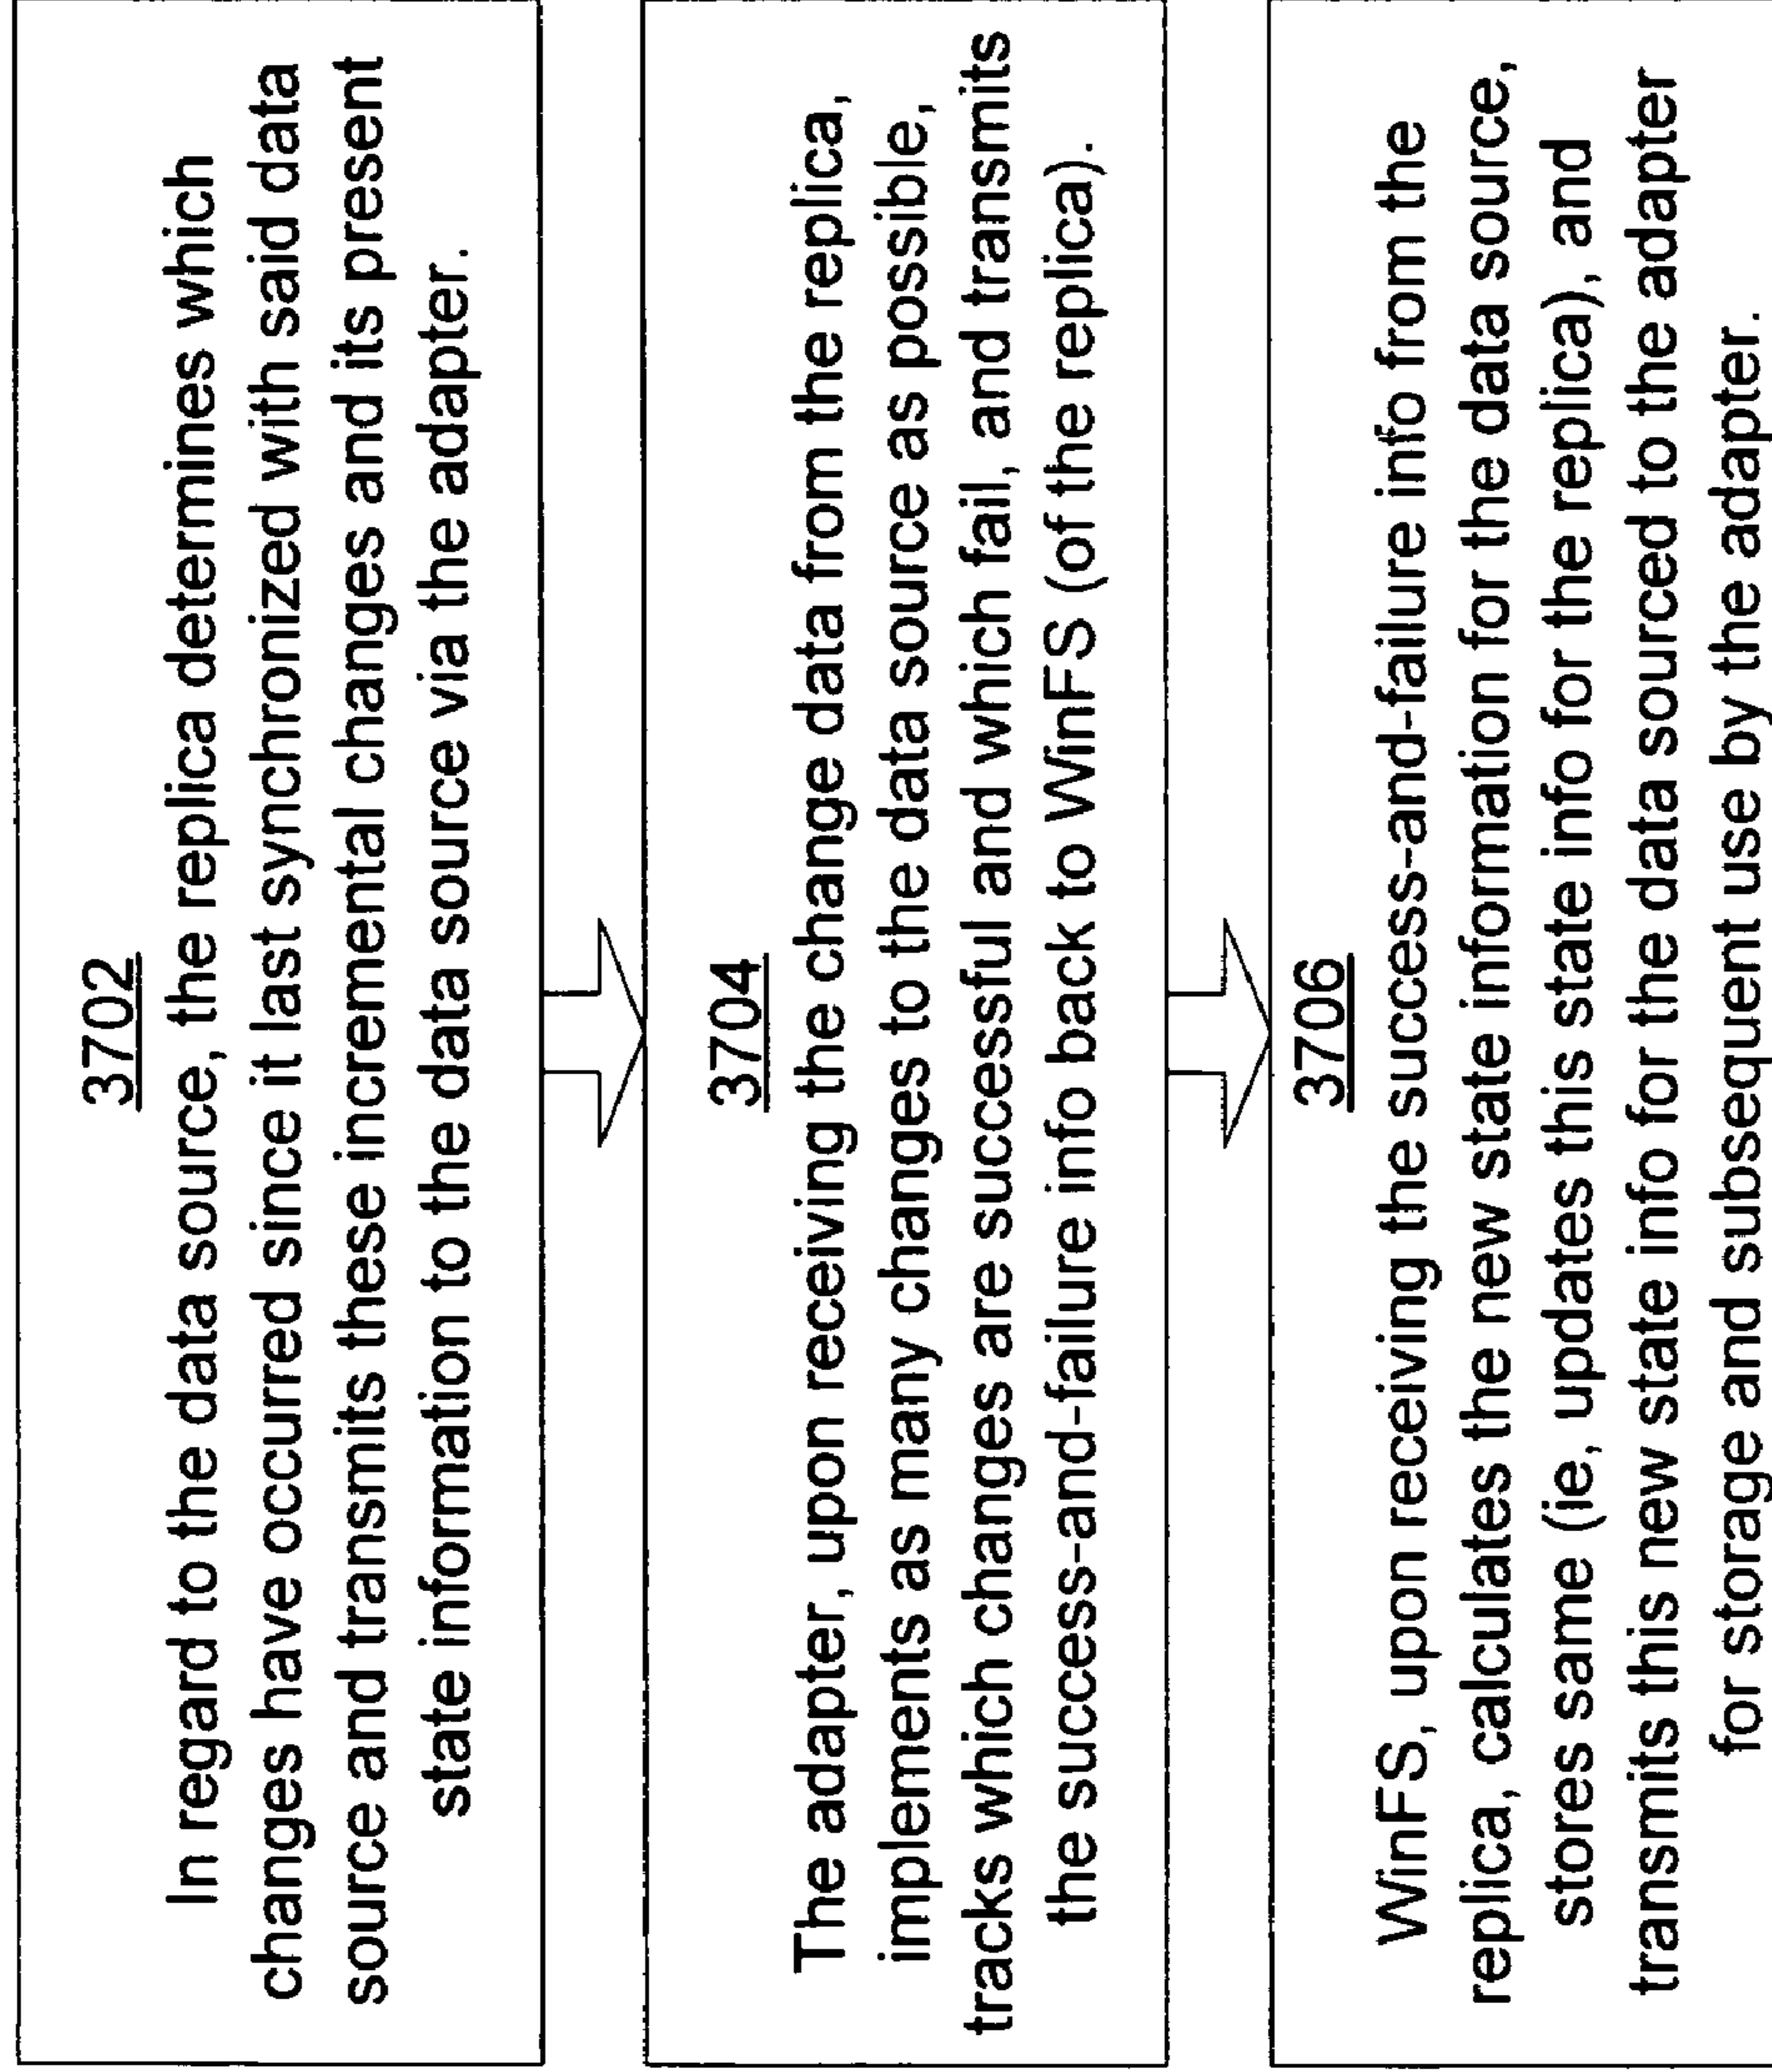 3702
In regard to the data source, the replica determines which
changes have occurred since it last synchronized with said data
source and transmits these incremental changes and its present
state information to the data source via the adapter.
3704
The adapter, upon receiving the change data from the replica,
implements as many changes to the data source as possible,
tracks which changes are successful and which fail, and transmits
the success-and-failure info back to WinFS (of the replica).
3706
WinFS, upon receiving the success-and-failure info from the
replica, calculates the new state information for the data source,
stores same (ie, updates this state info for the replica), and
transmits this new state info for the data sourced to the adapter
for storage and subsequent use by the adapter.